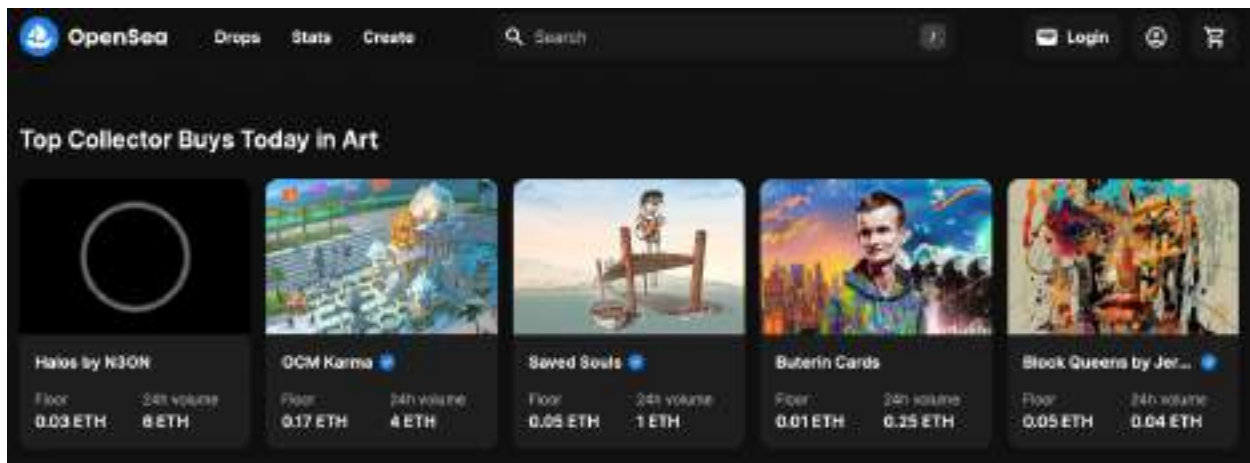 OpenSea Drops Stats Create Search / Login
Top Collector Buys Today in Art
Halos by N3ON
Floor 24h volume
0.03 ETH 6 ETH
OCM Karma
Floor 24h volume
0.17 ETH 4 ETH
Saved Souls
Floor 24h volume
0.05 ETH 1 ETH
Buterin Cards
Floor 24h volume
0.01 ETH 0.25 ETH
Block Queens by Jer...
Floor 24h volume
0.05 ETH 0.04 ETH